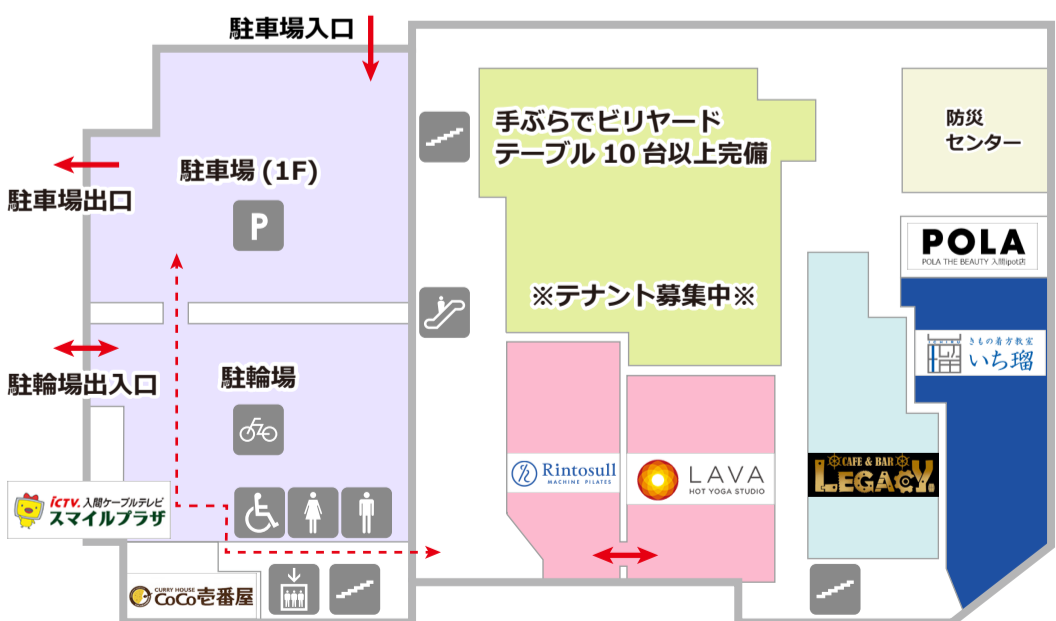 駐車場入口
駐車場出口
駐車場 (1F)
P
駐輪場出入口
駐輪場
iCTV. 入間ケーブルテレビ
スマイルプラザ
CURRY HOUSE
CoCo壱番屋
手ぶらでビリヤード
テーブル 10 台以上完備
※テナント募集中※
Rintosull
MACHINE PILATES
LAVA
HOT YOGA STUDIO
CAFE & BAR
LEGACY.
防災
センター
POLA
POLA THE BEAUTY 入間ipot店
ICHIRU
きもの着方教室
いち瑠